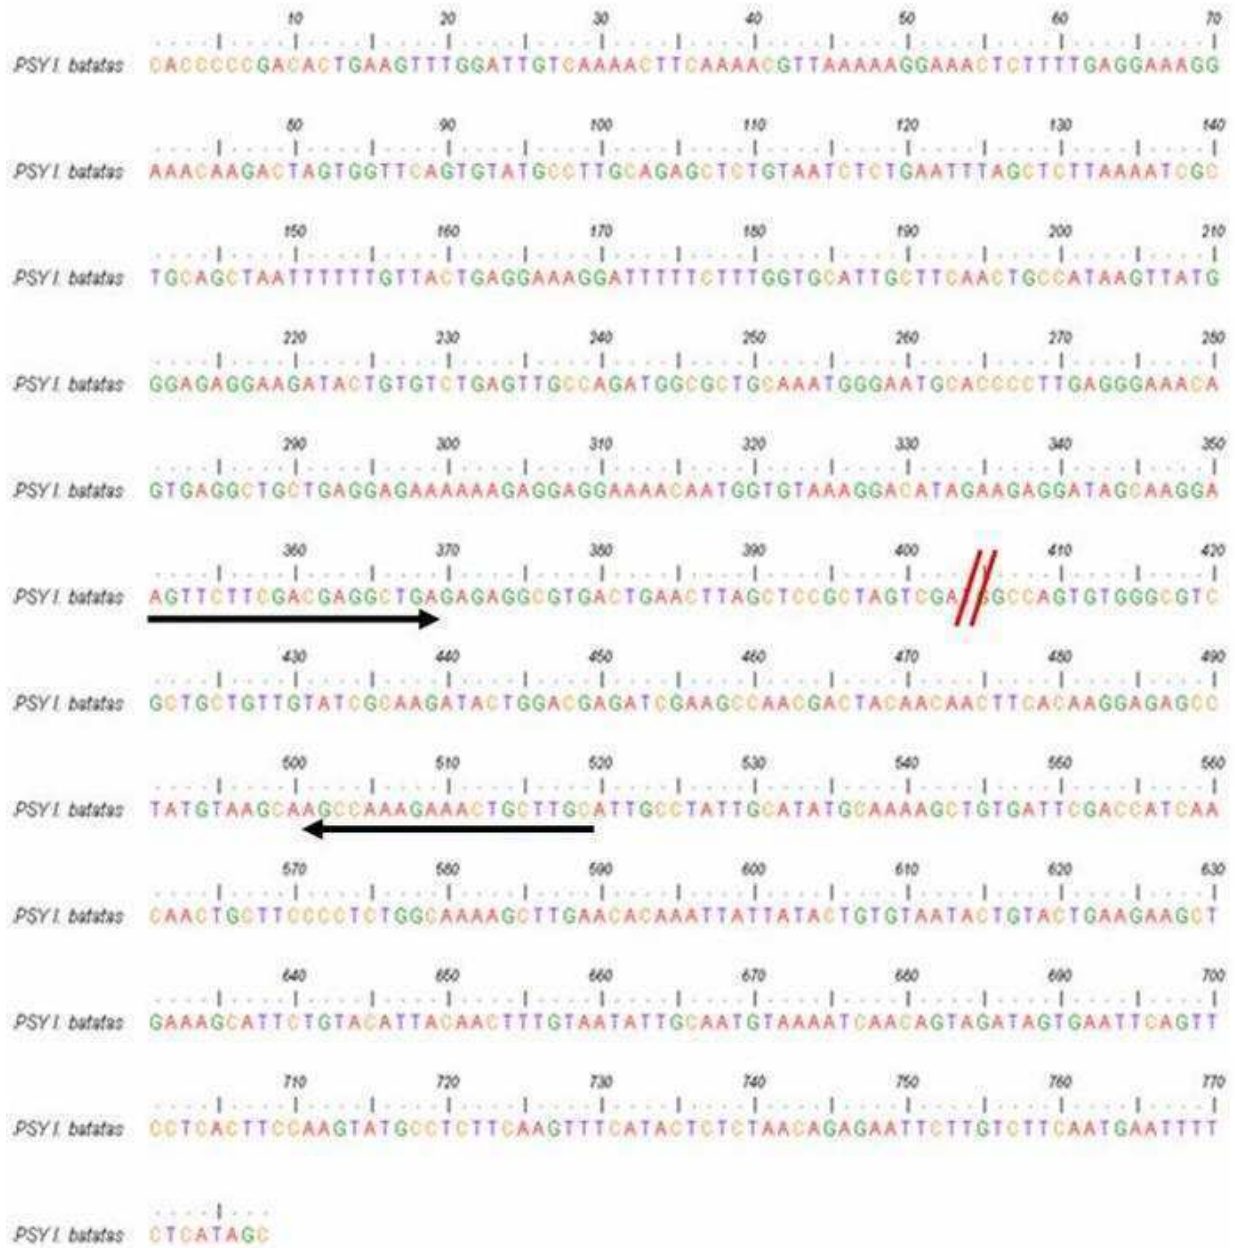 10 20 30 40 50 60 70
PSY I. batatas CACCCCCGACACTGAAGTTTGGATTGTCAAAACTTCAAAACGTTAAAAAGGAAACTCTTTTGAGGAAAGG
80 90 100 110 120 130 140
PSY I. batatas AAACAAGACTAGTGGTTCAGTGTATGCCTTGCAGAGCTCTGTAATCTCTGAATTTAGCTCTTAAAATCGC
150 160 170 180 190 200 210
PSY I. batatas TGCAGCTAATTTTTTGTTACTGAGGAAAGGATTTTTCTTTGGTGCATTGCTTCAACTGCCATAAGTTATG
220 230 240 250 260 270 280
PSY I. batatas GGAGAGGAAGATACTGTGTCTGAGTTGCCAGATGGCGCTGCAAATGGGAATGCACCCCTTGAGGGAAACA
290 300 310 320 330 340 350
PSY I. batatas GTGAGGCTGCTGAGGAGAAAAAAGAGGAGGAAAACAATGGTGTAAAGGACATAGAAGAGGATAGCAAGGA
360 370 380 390 400 410 420
PSY I. batatas AGTTCTTCGACGAGGCTGAGAGAGGCGTGACTGAACTTAGCTCCGCTAGTCGA//GGCCAGTGTGGGCGTC
430 440 450 460 470 480 490
PSY I. batatas GCTGCTGTTGTATCGCAAGATACTGGACGAGATCGAAGCCAACGACTACAACAACTTCACAAGGAGAGCC
500 510 520 530 540 550 560
PSY I. batatas TATGTAAGCAAGCCAAAGAAACTGCTTGCATTGCCTATTGCATATGCAAAAGCTGTGATTCGACCATCAA
570 580 590 600 610 620 630
PSY I. batatas CAACTGCTTCCCCTCTGGCAAAAGCTTGAACACAAATTATTATACTGTGTAATACTGTACTGAAGAAGCT
640 650 660 670 680 690 700
PSY I. batatas GAAAGCATTCTGTACATTACAACTTTGTAATATTGCAATGTAAAATCAACAGTAGATAGTGAATTCAGTT
710 720 730 740 750 760 770
PSY I. batatas CCTCACTTCCAAGTATGCCTCTTCAAGTTTCATACTCTCTAACAGAGAATTCTTGTCTTCAATGAATTTT
PSY I. batatas CTCATAGC